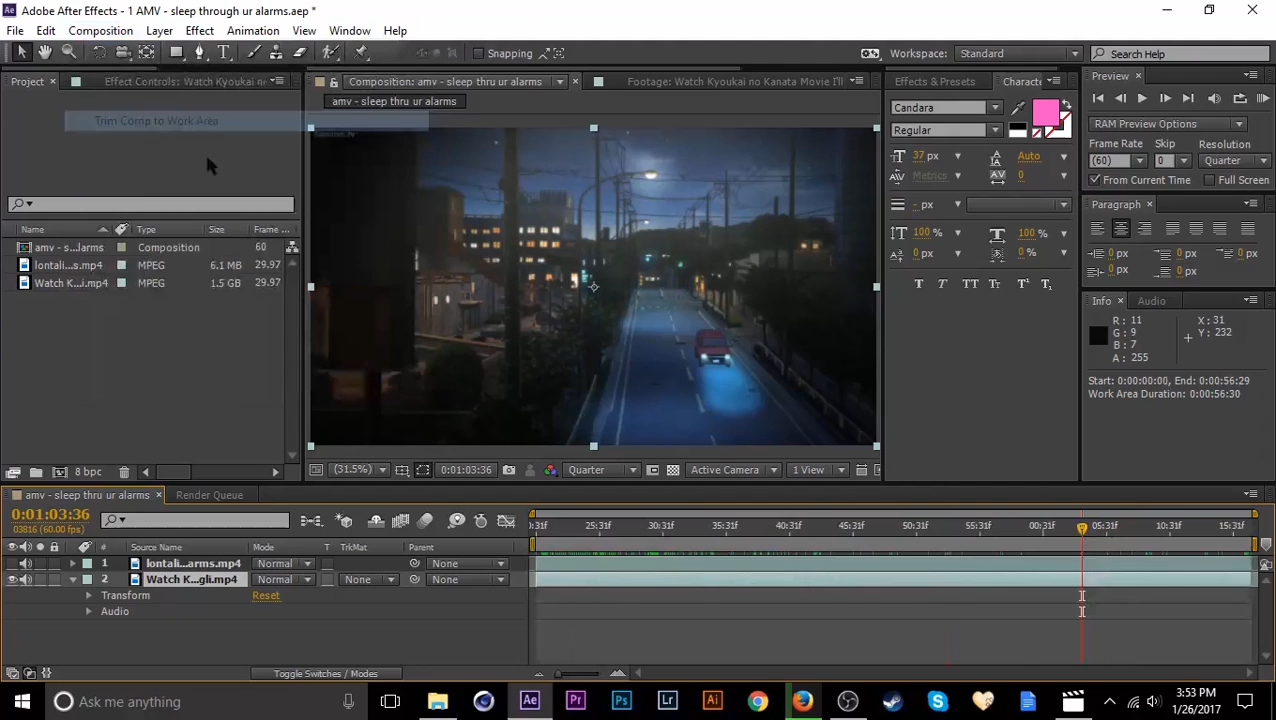 Adobe After Effects - 1 AMV - sleep through ur alarms.aep *
File Edit Composition Layer Effect Animation View Window Help
Snapping Workspace: Standard Search Help
Project Effect Controls: Watch Kyoukai n Composition: amv - sleep thru ur alarms Footage: Watch Kyoukai no Kanata Movie I'll Effects & Presets Characte Preview
amv - sleep thru ur alarms
Trim Comp to Work Area
Candara
Regular
RAM Preview Options
Frame Rate Skip Resolution
(60) 0 Quarter
From Current Time Full Screen
37 px Auto
Metrics 0
- px
Paragraph
100 % 100 %
0 px 0 %
0 px 0 px 0 px
0 px 0 px
T T TT Tr T¹ T₁
Name Type Size Frame ...
amv - s...larms Composition 60
lontali...s.mp4 MPEG 6.1 MB 29.97
Watch K...i.mp4 MPEG 1.5 GB 29.97
Info Audio
R: 11 X: 31
G: 9 Y: 232
B: 7
A: 255
Start: 0:00:00:00, End: 0:00:56:29
Work Area Duration: 0:00:56:30
8 bpc
(31.5%) 0:01:03:36 Quarter Active Camera 1 View
amv - sleep thru ur alarms Render Queue
0:01:03:36
03816 (60.00 fps)
0:31f 25:31f 30:31f 35:31f 40:31f 45:31f 50:31f 55:31f 00:31f 05:31f 10:31f 15:31f
# Source Name Mode T TrkMat Parent
1 lontali...arms.mp4 Normal None
2 Watch K...gli.mp4 Normal None None
Transform Reset
Audio
Toggle Switches / Modes
Ask me anything
3:53 PM
1/26/2017